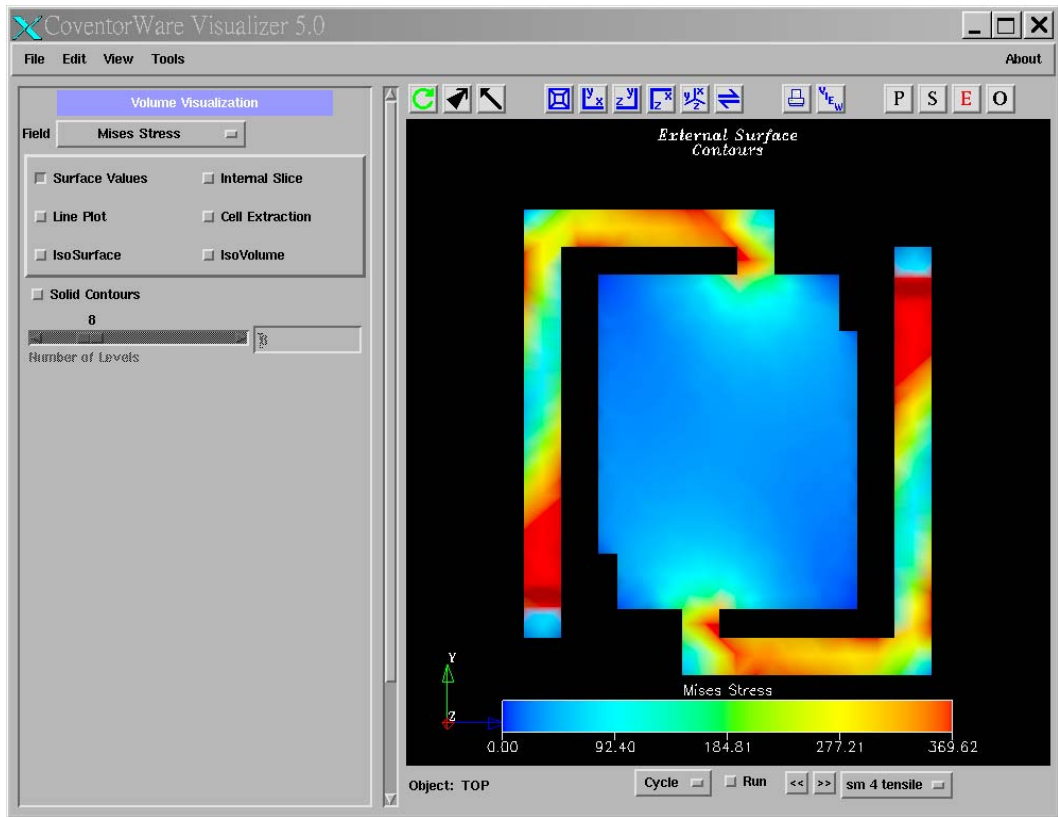 CoventorWare Visualizer 5.0
File Edit View Tools About
Volume Visualization
Field Mises Stress
Surface Values Internal Slice
Line Plot Cell Extraction
IsoSurface IsoVolume
Solid Contours
8
8
Number of Levels
y x
z y
z x
y x z
VIEW
P S E O
External Surface
Contours
Y
Z
Mises Stress
0.00 92.40 184.81 277.21 369.62
Object: TOP Cycle Run << >> sm 4 tensile